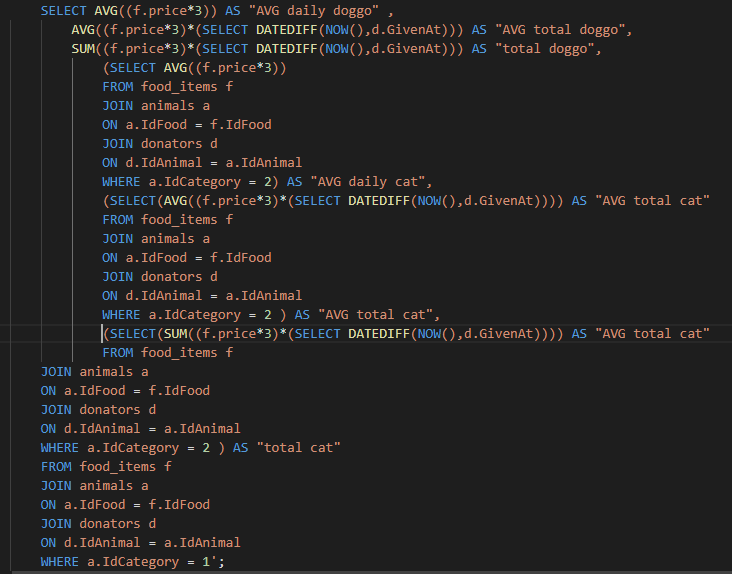 SELECT AVG((f.price*3)) AS "AVG daily doggo" ,
AVG((f.price*3)*(SELECT DATEDIFF(NOW(),d.GivenAt))) AS "AVG total doggo",
SUM((f.price*3)*(SELECT DATEDIFF(NOW(),d.GivenAt))) AS "total doggo",
(SELECT AVG((f.price*3))
FROM food_items f
JOIN animals a
ON a.IdFood = f.IdFood
JOIN donators d
ON d.IdAnimal = a.IdAnimal
WHERE a.IdCategory = 2) AS "AVG daily cat",
(SELECT(AVG((f.price*3)*(SELECT DATEDIFF(NOW(),d.GivenAt)))) AS "AVG total cat"
FROM food_items f
JOIN animals a
ON a.IdFood = f.IdFood
JOIN donators d
ON d.IdAnimal = a.IdAnimal
WHERE a.IdCategory = 2 ) AS "AVG total cat",
(SELECT(SUM((f.price*3)*(SELECT DATEDIFF(NOW(),d.GivenAt)))) AS "AVG total cat"
FROM food_items f
JOIN animals a
ON a.IdFood = f.IdFood
JOIN donators d
ON d.IdAnimal = a.IdAnimal
WHERE a.IdCategory = 2 ) AS "total cat"
FROM food_items f
JOIN animals a
ON a.IdFood = f.IdFood
JOIN donators d
ON d.IdAnimal = a.IdAnimal
WHERE a.IdCategory = 1';